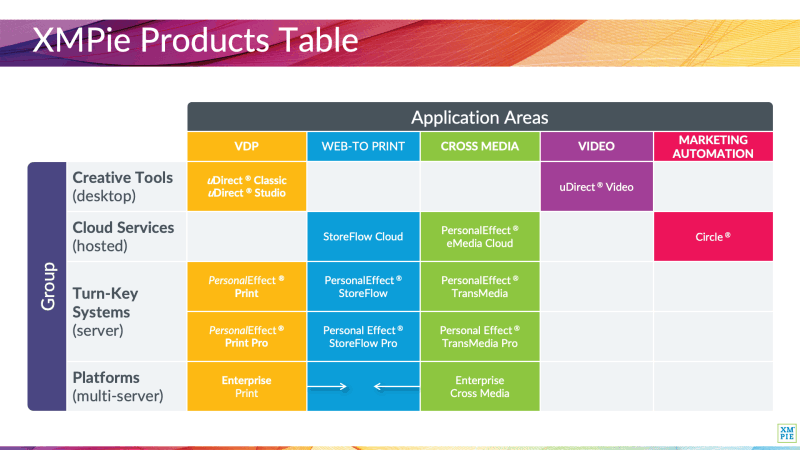 XMPie Products Table
Application Areas
VDP
WEB-TO PRINT
CROSS MEDIA
VIDEO
MARKETING
AUTOMATION
Group
Creative Tools
(desktop)
uDirect ® Classic
uDirect ® Studio
uDirect ® Video
Cloud Services
(hosted)
StoreFlow Cloud
PersonalEffect ®
eMedia Cloud
Circle ®
Turn-Key
Systems
(server)
PersonalEffect ®
Print
PersonalEffect ®
StoreFlow
PersonalEffect ®
TransMedia
PersonalEffect ®
Print Pro
Personal Effect ®
StoreFlow Pro
Personal Effect ®
TransMedia Pro
Platforms
(multi-server)
Enterprise
Print
Enterprise
Cross Media
XM
PIE